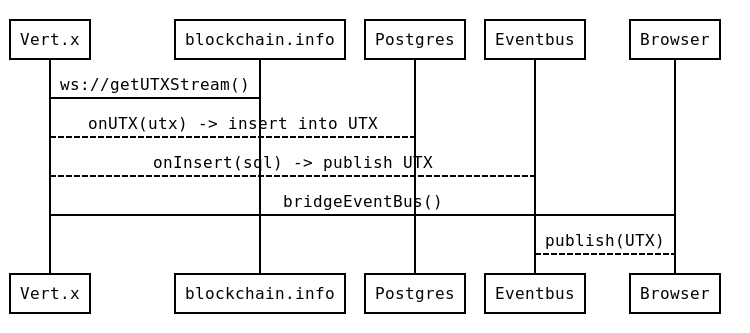 Vert.x blockchain.info Postgres Eventbus Browser
ws://getUTXStream()
onUTX(utx) -> insert into UTX
onInsert(sql) -> publish UTX
bridgeEventBus()
publish(UTX)
Vert.x blockchain.info Postgres Eventbus Browser